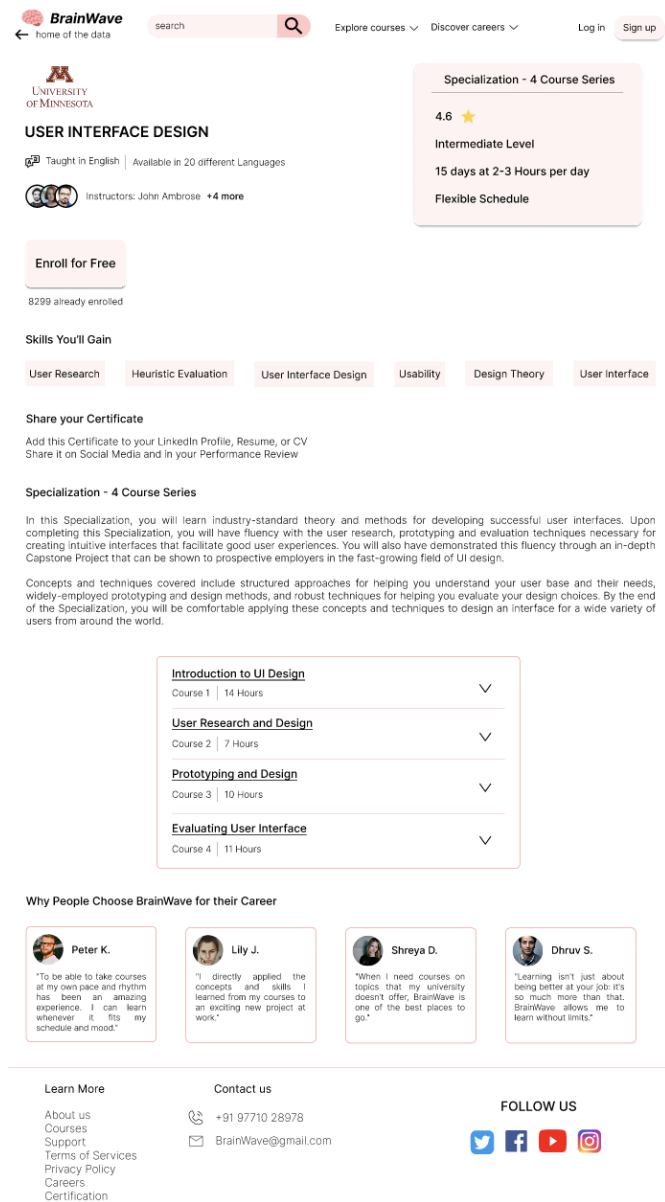 BrainWave
home of the data
search
Explore courses
Discover careers
Log in
Sign up
M
UNIVERSITY
OF MINNESOTA
USER INTERFACE DESIGN
Taught in English
Available in 20 different Languages
Instructors: John Ambrose +4 more
Specialization - 4 Course Series
4.6
Intermediate Level
15 days at 2-3 Hours per day
Flexible Schedule
Enroll for Free
8299 already enrolled
Skills You'll Gain
User Research
Heuristic Evaluation
User Interface Design
Usability
Design Theory
User Interface
Share your Certificate
Add this Certificate to your LinkedIn Profile, Resume, or CV
Share it on Social Media and in your Performance Review
Specialization - 4 Course Series
In this Specialization, you will learn industry-standard theory and methods for developing successful user interfaces. Upon
completing this Specialization, you will have fluency with the user research, prototyping and evaluation techniques necessary for
creating intuitive interfaces that facilitate good user experiences. You will also have demonstrated this fluency through an in-depth
Capstone Project that can be shown to prospective employers in the fast-growing field of UI design.
Concepts and techniques covered include structured approaches for helping you understand your user base and their needs,
widely-employed prototyping and design methods, and robust techniques for helping you evaluate your design choices. By the end
of the Specialization, you will be comfortable applying these concepts and techniques to design an interface for a wide variety of
users from around the world.
Introduction to UI Design
Course 1 | 14 Hours
User Research and Design
Course 2 | 7 Hours
Prototyping and Design
Course 3 | 10 Hours
Evaluating User Interface
Course 4 | 11 Hours
Why People Choose BrainWave for their Career
Peter K.
"To be able to take courses
at my own pace and rhythm
has been an amazing
experience. I can learn
whenever it fits my
schedule and mood."
Lily J.
"I directly applied the
concepts and skills I
learned from my courses to
an exciting new project at
work."
Shreya D.
"When I need courses on
topics that my university
doesn't offer, BrainWave is
one of the best places to
go."
Dhruv S.
"Learning isn't just about
being better at your job: it's
so much more than that.
BrainWave allows me to
learn without limits."
Learn More
About us
Courses
Support
Terms of Services
Privacy Policy
Careers
Certification
Contact us
+91 97710 28978
BrainWave@gmail.com
FOLLOW US